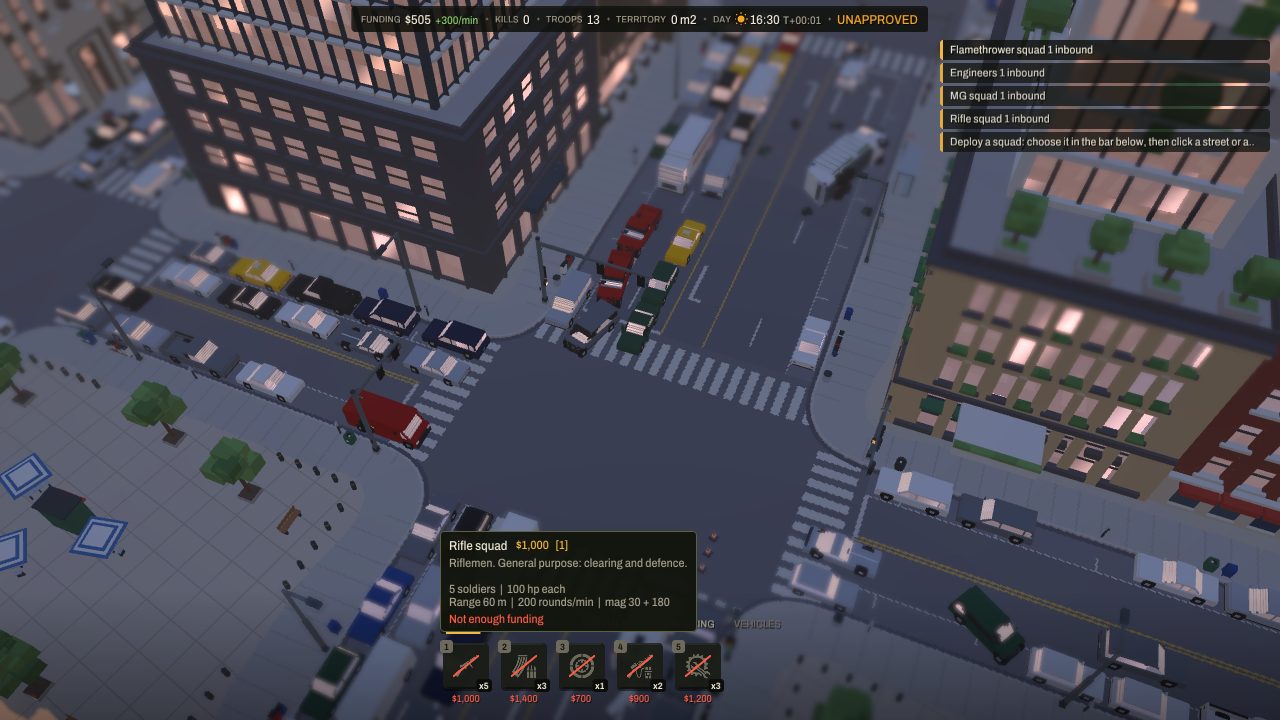 FUNDING $505 +300/min • KILLS 0 • TROOPS 13 • TERRITORY 0 m2 • DAY 16:30 T+00:01 • UNAPPROVED
Flamethrower squad 1 inbound
Engineers 1 inbound
MG squad 1 inbound
Rifle squad 1 inbound
Deploy a squad: choose it in the bar below, then click a street or a..
Rifle squad $1,000 [1]
Riflemen. General purpose: clearing and defence.
5 soldiers | 100 hp each
Range 60 m | 200 rounds/min | mag 30 + 180
Not enough funding
NG VEHICLES
1 2 3 4 5
x5 x3 x1 x2 x3
$1,000 $1,400 $700 $900 $1,200